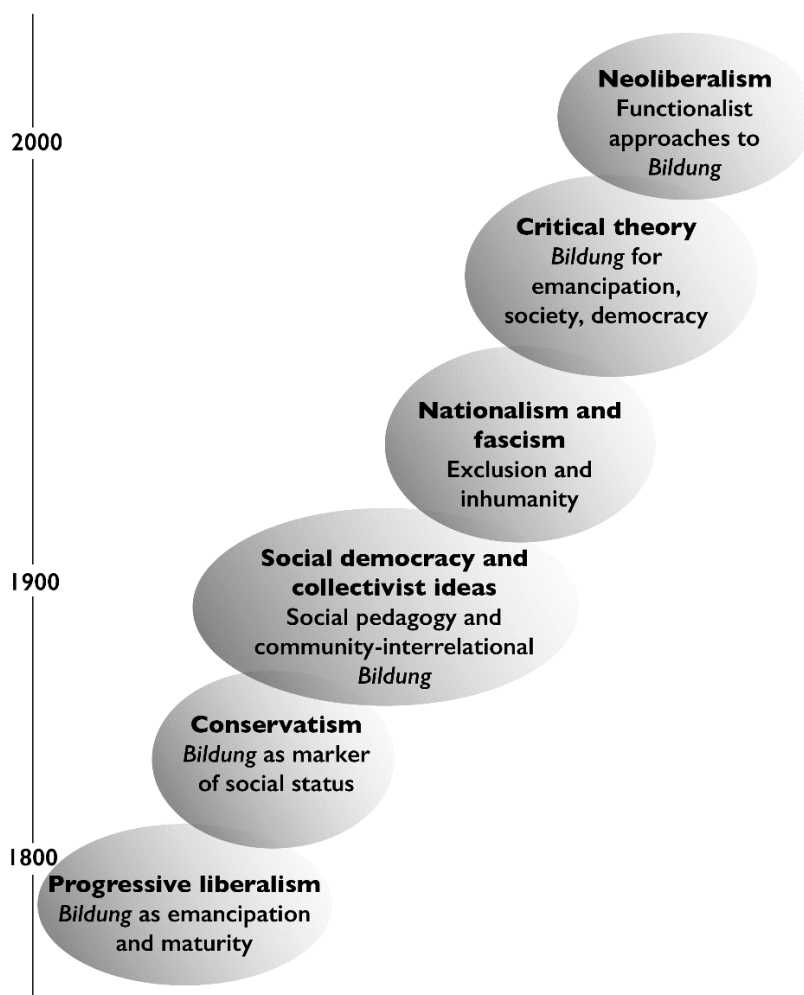 Neoliberalism
Functionalist
approaches to
Bildung
2000
Critical theory
Bildung for
emancipation,
society, democracy
Nationalism and
fascism
Exclusion and
inhumanity
Social democracy and
collectivist ideas
1900
Social pedagogy and
community-interrelational
Bildung
Conservatism
Bildung as marker
of social status
1800
Progressive liberalism
Bildung as emancipation
and maturity